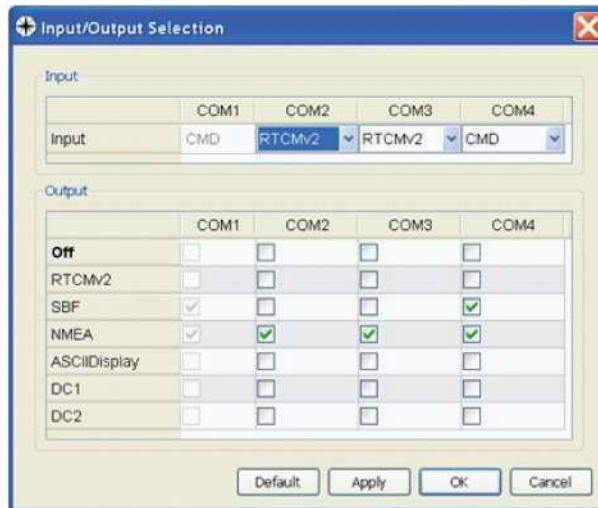 Input/Output Selection
Input
COM1 COM2 COM3 COM4
Input CMD RTCMv2 RTCMv2 CMD
Output
COM1 COM2 COM3 COM4
Off
RTCMv2
SBF
NMEA
ASCIIDisplay
DC1
DC2
Default Apply OK Cancel